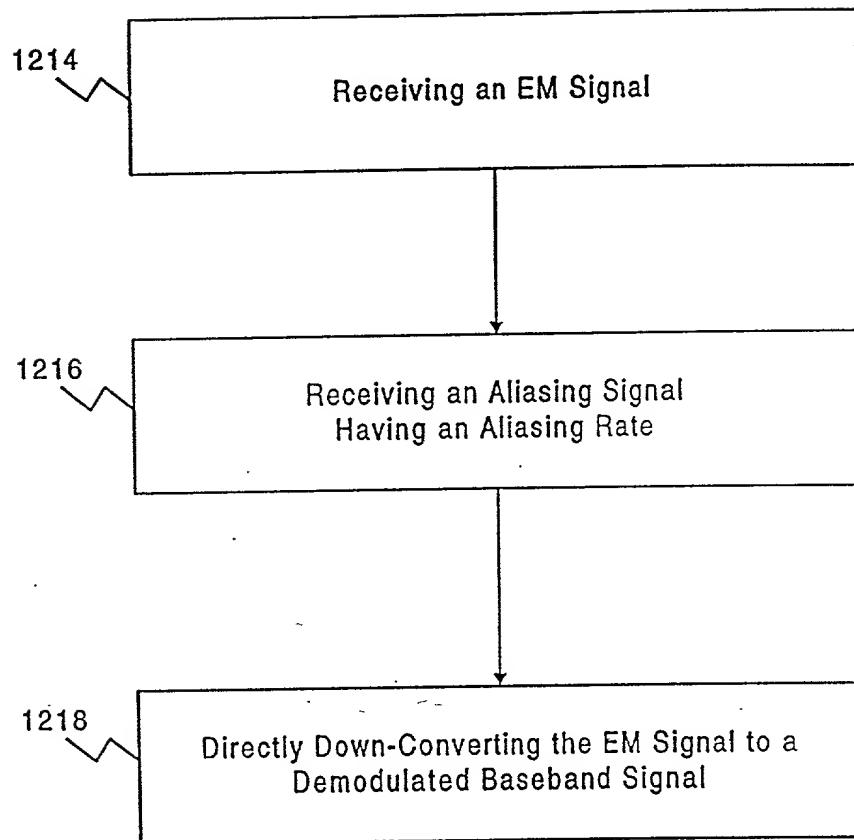 1214
Receiving an EM Signal
1216
Receiving an Aliasing Signal
Having an Aliasing Rate
1218
Directly Down-Converting the EM Signal to a
Demodulated Baseband Signal